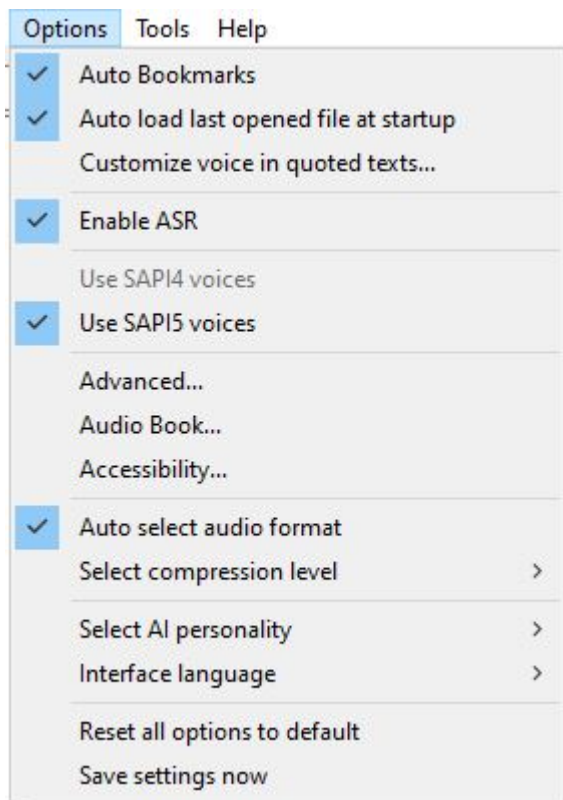 Options Tools Help
Auto Bookmarks
Auto load last opened file at startup
Customize voice in quoted texts...
Enable ASR
Use SAPI4 voices
Use SAPI5 voices
Advanced...
Audio Book...
Accessibility...
Auto select audio format
Select compression level
Select AI personality
Interface language
Reset all options to default
Save settings now